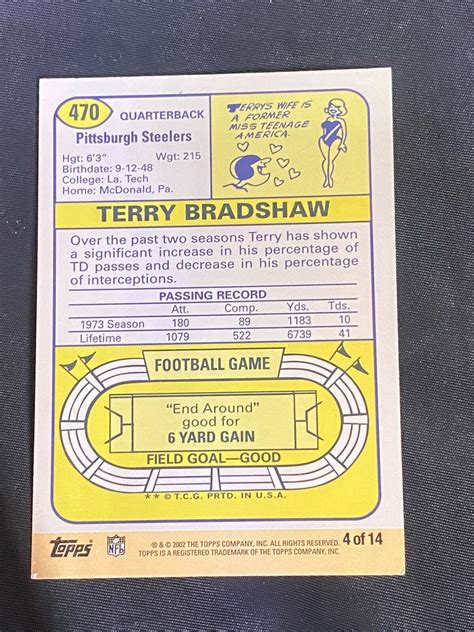 470
QUARTERBACK
Pittsburgh Steelers
Hgt: 6'3" Wgt: 215
Birthdate: 9-12-48
College: La. Tech
Home: McDonald, Pa.
TERRY'S WIFE IS
A FORMER
MISS TEENAGE
AMERICA.
TERRY BRADSHAW
Over the past two seasons Terry has shown
a significant increase in his percentage of
TD passes and decrease in his percentage
of interceptions.
PASSING RECORD
Att. Comp. Yds. Tds.
1973 Season 180 89 1183 10
Lifetime 1079 522 6739 41
FOOTBALL GAME
"End Around"
good for
6 YARD GAIN
FIELD GOAL—GOOD
** © T.C.G. PRTD. IN U.S.A.
Topps
NFL
® & © 2002 THE TOPPS COMPANY, INC. ALL RIGHTS RESERVED.
TOPPS IS A REGISTERED TRADEMARK OF THE TOPPS COMPANY, INC.
4 of 14